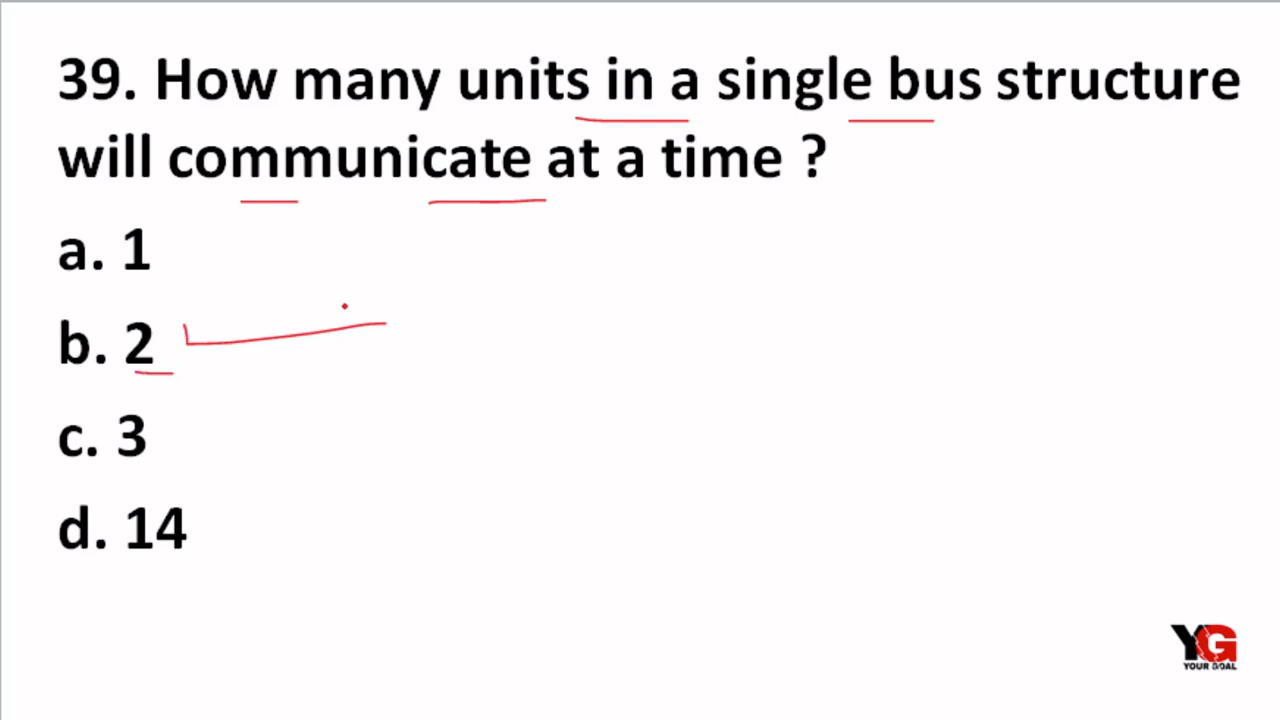 39. How many units in a single bus structure
will communicate at a time ?
a. 1
b. 2
c. 3
d. 14
YG
YOUR GOAL